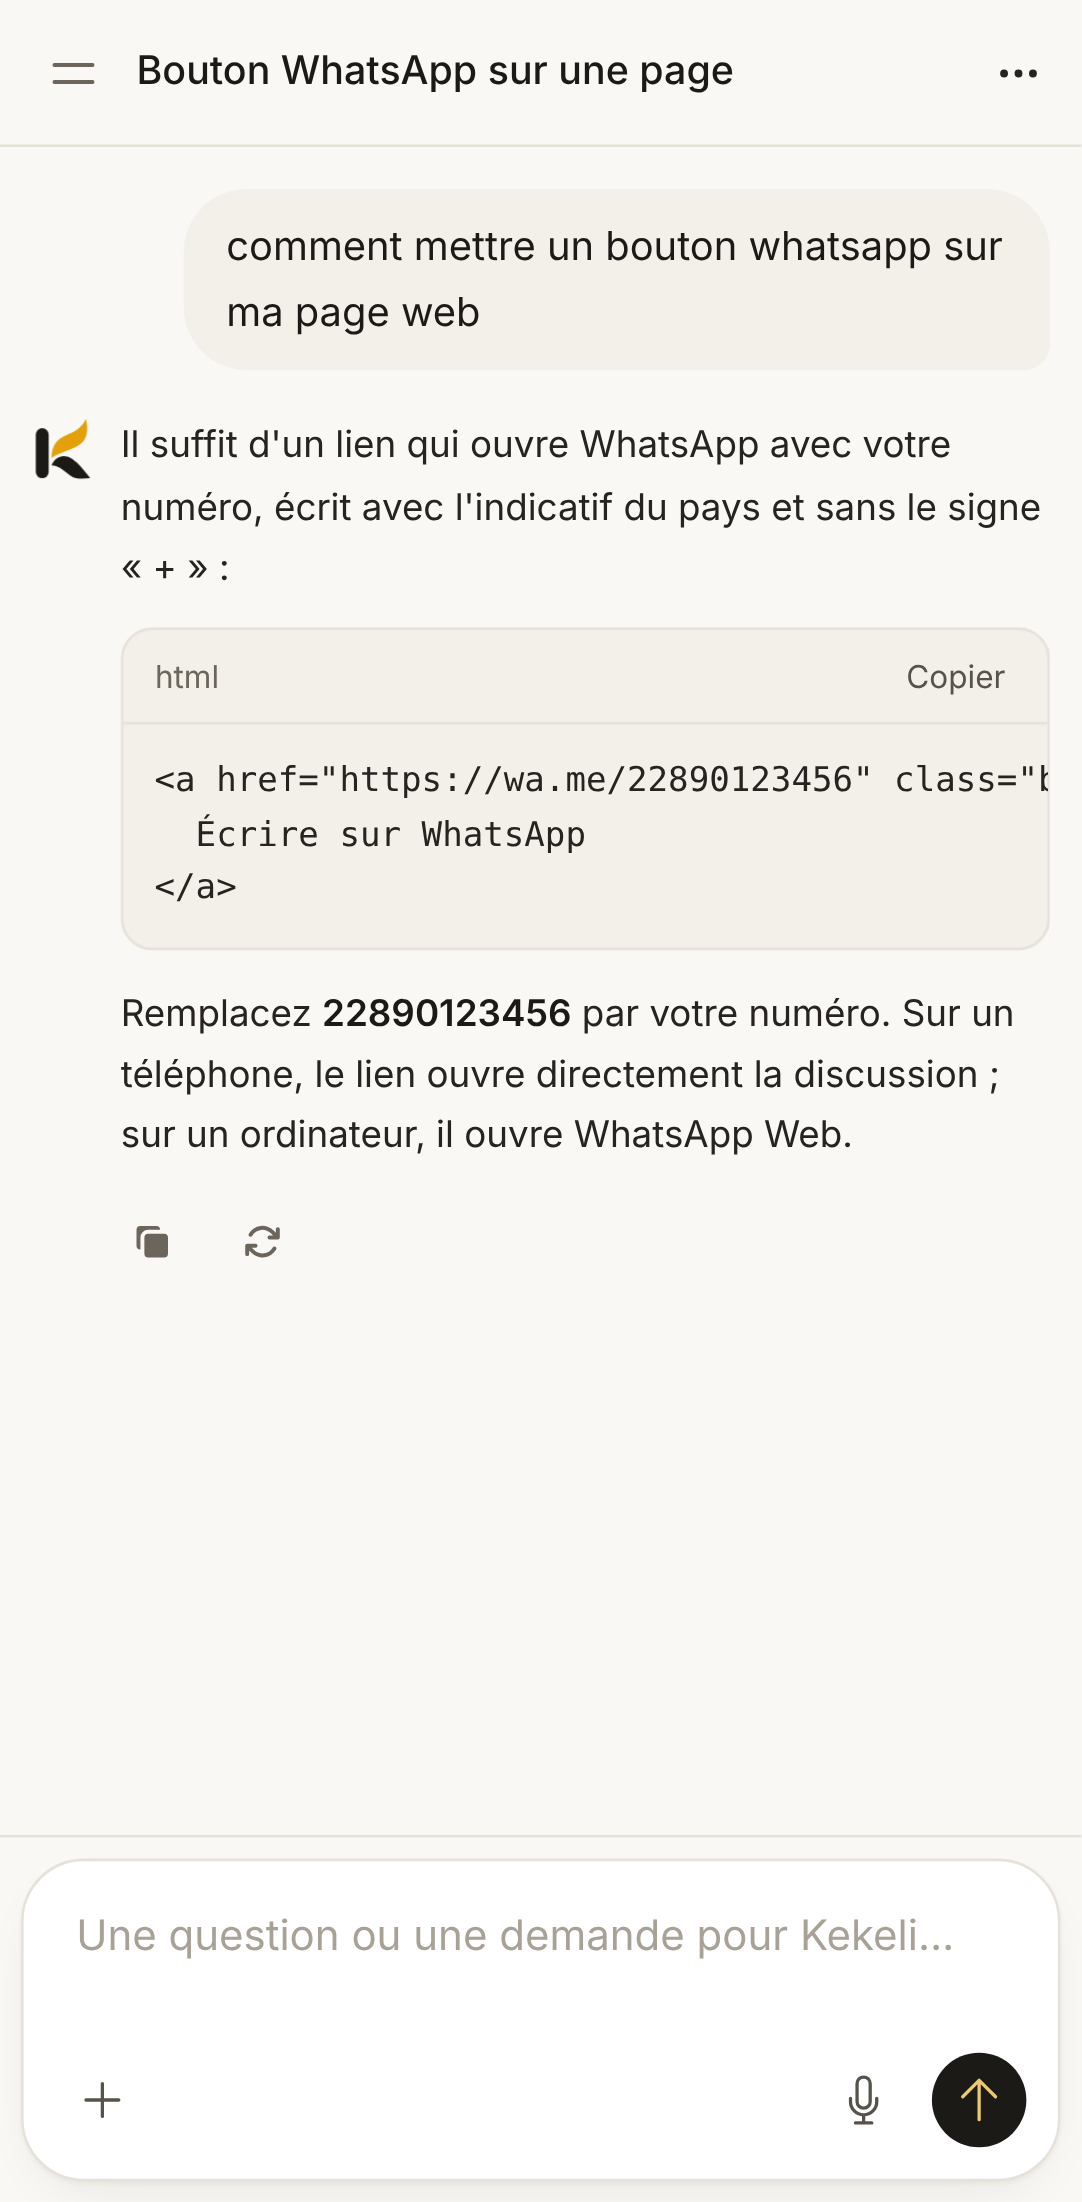 Bouton WhatsApp sur une page
comment mettre un bouton whatsapp sur
ma page web
Il suffit d'un lien qui ouvre WhatsApp avec votre
numéro, écrit avec l'indicatif du pays et sans le signe
« + » :
html
Copier
<a href="https://wa.me/22890123456" class="b
  Écrire sur WhatsApp
</a>
Remplacez 22890123456 par votre numéro. Sur un
téléphone, le lien ouvre directement la discussion ;
sur un ordinateur, il ouvre WhatsApp Web.
Une question ou une demande pour Kekeli...